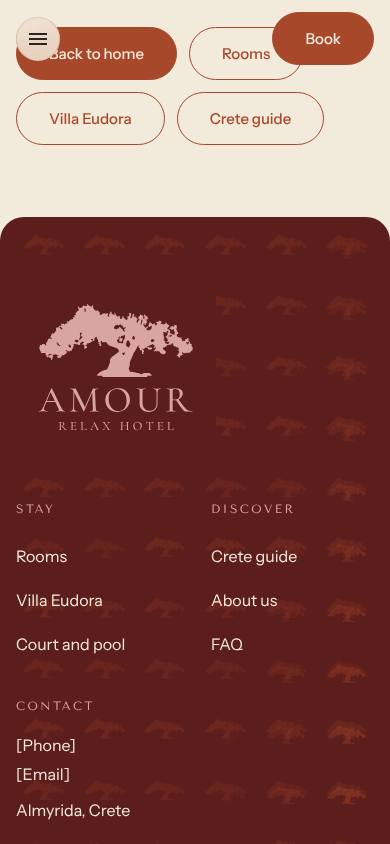 Back to home
Rooms
Book
Villa Eudora
Crete guide
AMOUR
RELAX HOTEL
STAY
DISCOVER
Rooms
Crete guide
Villa Eudora
About us
Court and pool
FAQ
CONTACT
[Phone]
[Email]
Almyrida, Crete